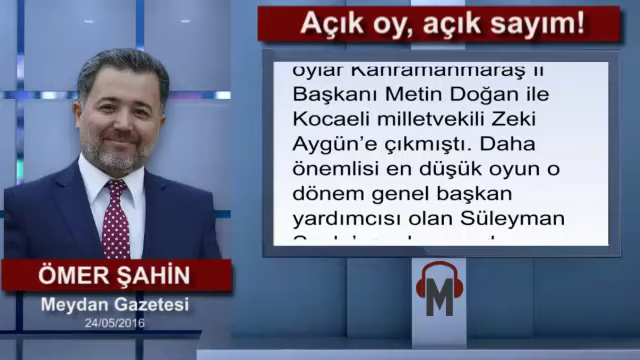 Açık oy, açık sayım!
oylar Kahramanmaraş İl
Başkanı Metin Doğan ile
Kocaeli milletvekili Zeki
Aygün’e çıkmıştı. Daha
önemlisi en düşük oyun o
dönem genel başkan
yardımcısı olan Süleyman
ÖMER ŞAHİN
Meydan Gazetesi
24/05/2016
M